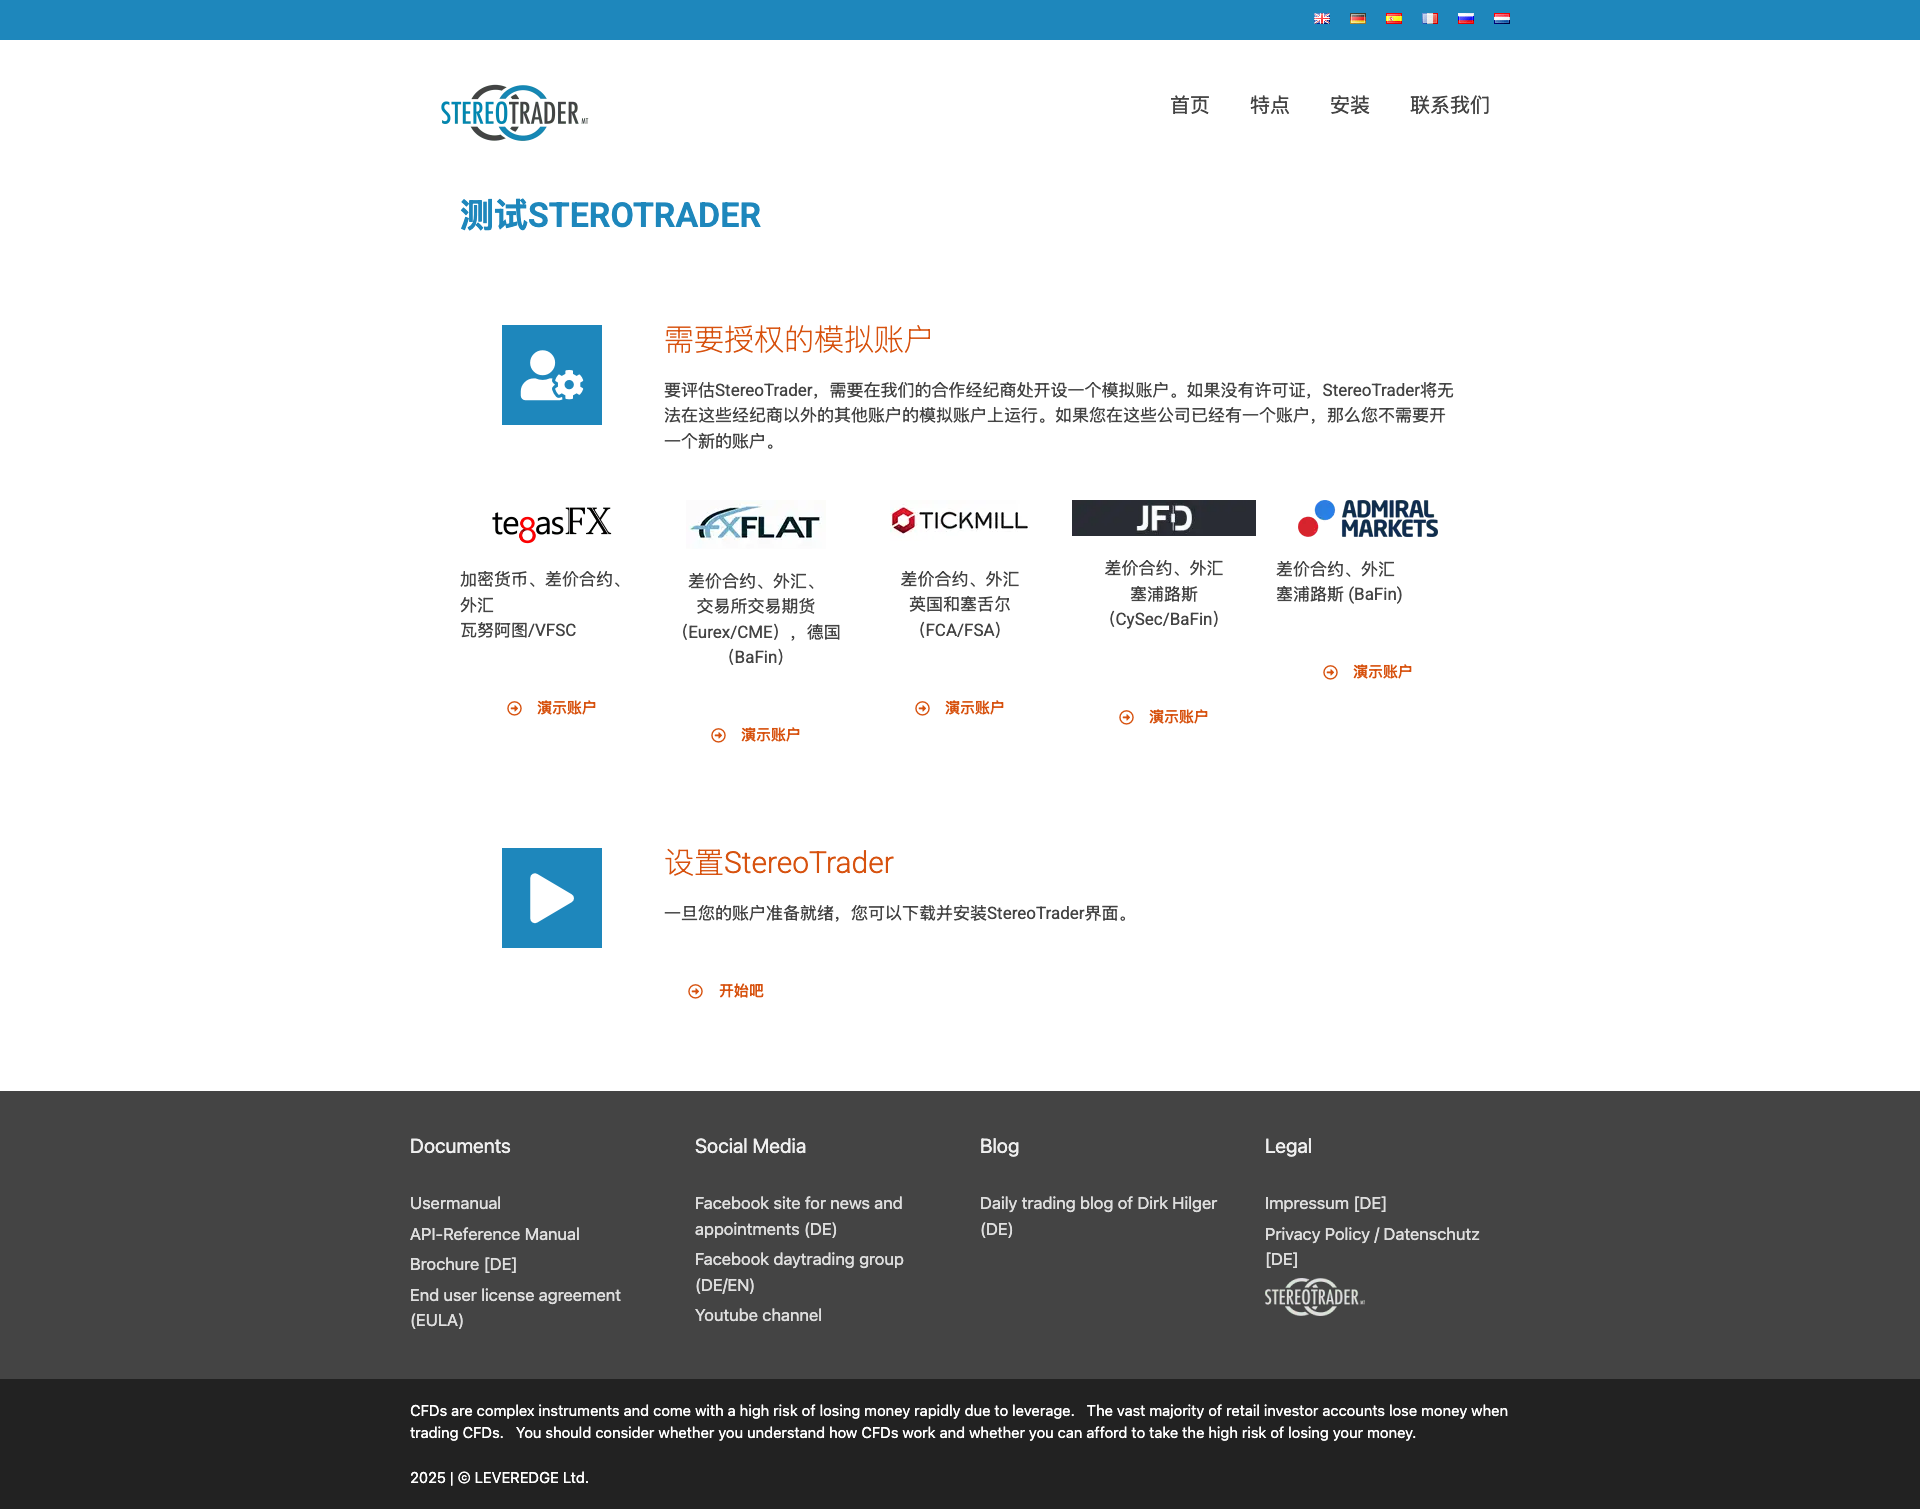 STEREOTRADER MT
首页
特点
安装
联系我们
测试STEROTRADER
需要授权的模拟账户
要评估StereoTrader，需要在我们的合作经纪商处开设一个模拟账户。如果没有许可证，StereoTrader将无
法在这些经纪商以外的其他账户的模拟账户上运行。如果您在这些公司已经有一个账户，那么您不需要开
一个新的账户。
tegasFX
加密货币、差价合约、
外汇
瓦努阿图/VFSC
演示账户
FXFLAT
差价合约、外汇、
交易所交易期货
（Eurex/CME），德国
（BaFin）
演示账户
TICKMILL
差价合约、外汇
英国和塞舌尔
（FCA/FSA）
演示账户
JFD
差价合约、外汇
塞浦路斯
（CySec/BaFin）
演示账户
ADMIRAL
MARKETS
差价合约、外汇
塞浦路斯 (BaFin)
演示账户
设置StereoTrader
一旦您的账户准备就绪，您可以下载并安装StereoTrader界面。
开始吧
Documents
Usermanual
API-Reference Manual
Brochure [DE]
End user license agreement
(EULA)
Social Media
Facebook site for news and
appointments (DE)
Facebook daytrading group
(DE/EN)
Youtube channel
Blog
Daily trading blog of Dirk Hilger
(DE)
Legal
Impressum [DE]
Privacy Policy / Datenschutz
[DE]
STEREOTRADER MT
CFDs are complex instruments and come with a high risk of losing money rapidly due to leverage. The vast majority of retail investor accounts lose money when
trading CFDs. You should consider whether you understand how CFDs work and whether you can afford to take the high risk of losing your money.
2025 | © LEVEREDGE Ltd.